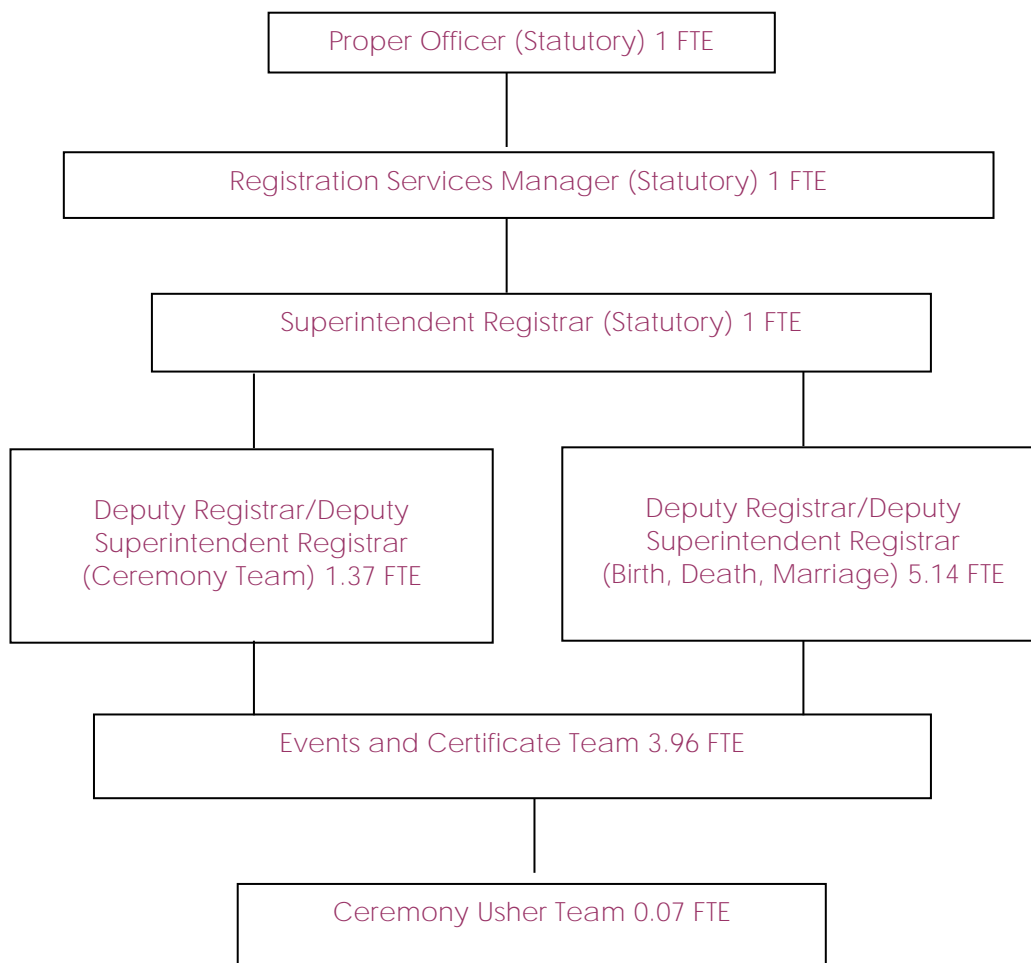 Proper Officer (Statutory) 1 FTE
Registration Services Manager (Statutory) 1 FTE
Superintendent Registrar (Statutory) 1 FTE
Deputy Registrar/Deputy
Superintendent Registrar
(Ceremony Team) 1.37 FTE
Deputy Registrar/Deputy
Superintendent Registrar
(Birth, Death, Marriage) 5.14 FTE
Events and Certificate Team 3.96 FTE
Ceremony Usher Team 0.07 FTE